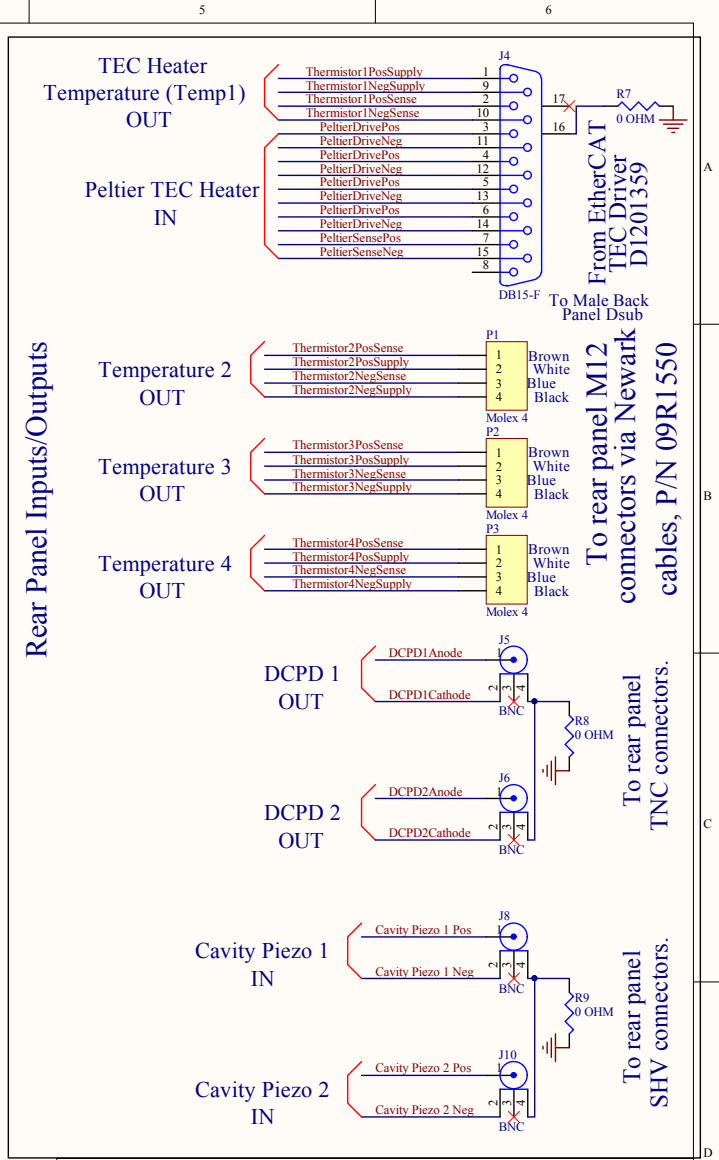 5
6
TEC Heater
Temperature (Temp1)
OUT
Peltier TEC Heater
IN
Thermistor1PosSupply
Thermistor1NegSupply
Thermistor1PosSense
Thermistor1NegSense
PeltierDrivePos
PeltierDriveNeg
PeltierDrivePos
PeltierDriveNeg
PeltierDrivePos
PeltierDriveNeg
PeltierDrivePos
PeltierDriveNeg
PeltierSensePos
PeltierSenseNeg
1
9
2
10
3
11
4
12
5
13
6
14
7
15
8
J4
17
16
DB15-F
R7
0 OHM
From EtherCAT
TEC Driver
D1201359
To Male Back
Panel Dsub
A
Rear Panel Inputs/Outputs
Temperature 2
OUT
Thermistor2PosSense
Thermistor2PosSupply
Thermistor2NegSense
Thermistor2NegSupply
P1
1
2
3
4
Brown
White
Blue
Black
Molex 4
Temperature 3
OUT
Thermistor3PosSense
Thermistor3PosSupply
Thermistor3NegSense
Thermistor3NegSupply
P2
1
2
3
4
Brown
White
Blue
Black
Molex 4
Temperature 4
OUT
Thermistor4PosSense
Thermistor4PosSupply
Thermistor4NegSense
Thermistor4NegSupply
P3
1
2
3
4
Brown
White
Blue
Black
Molex 4
To rear panel M12
connectors via Newark
cables, P/N 09R1550
B
DCPD 1
OUT
DCPD1Anode
DCPD1Cathode
J5
1
2
3
4
BNC
R8
0 OHM
DCPD 2
OUT
DCPD2Anode
DCPD2Cathode
J6
1
2
3
4
BNC
To rear panel
TNC connectors.
C
Cavity Piezo 1
IN
Cavity Piezo 1 Pos
Cavity Piezo 1 Neg
J8
1
2
3
4
BNC
R9
0 OHM
Cavity Piezo 2
IN
Cavity Piezo 2 Pos
Cavity Piezo 2 Neg
J10
1
2
3
4
BNC
To rear panel
SHV connectors.
D